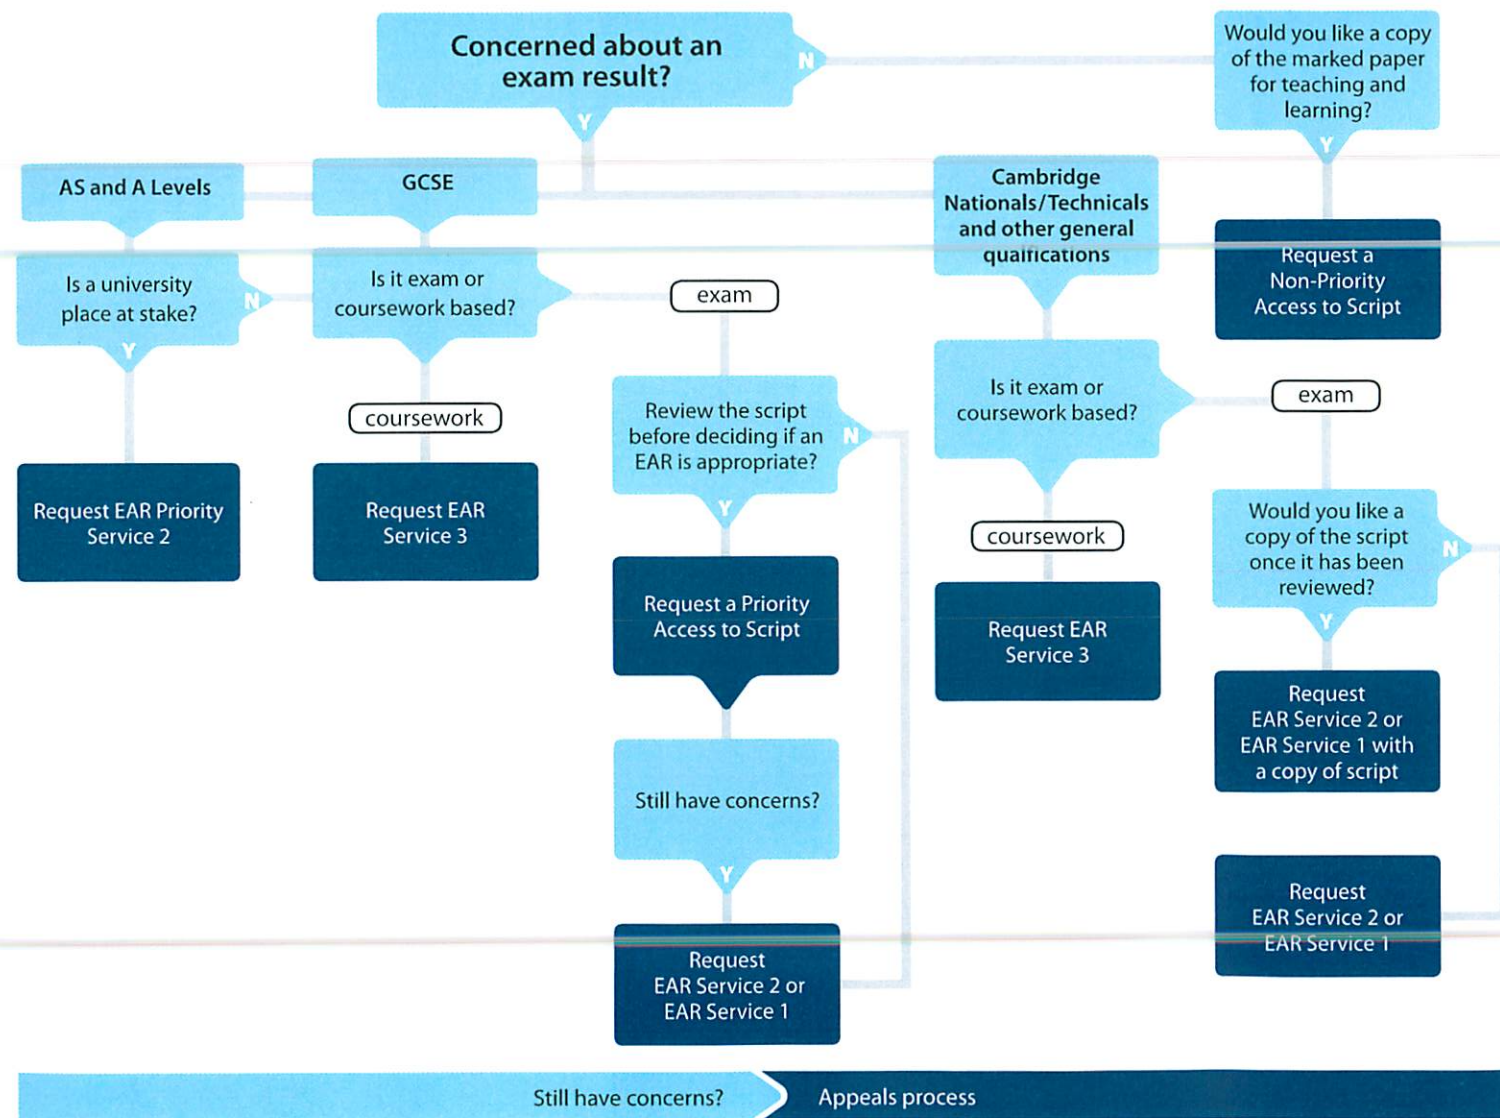 Concerned about an
exam result?
N
Y
Would you like a copy
of the marked paper
for teaching and
learning?
Y
Request a
Non-Priority
Access to Script
AS and A Levels
Is a university
place at stake?
N
Y
Request EAR Priority
Service 2
GCSE
Is it exam or
coursework based?
coursework
Request EAR
Service 3
exam
Review the script
before deciding if an
EAR is appropriate?
N
Y
Request a Priority
Access to Script
Still have concerns?
Y
Request
EAR Service 2 or
EAR Service 1
Cambridge
Nationals/Technicals
and other general
qualfications
Is it exam or
coursework based?
coursework
Request EAR
Service 3
exam
Would you like a
copy of the script
once it has been
reviewed?
N
Y
Request
EAR Service 2 or
EAR Service 1 with
a copy of script
Request
EAR Service 2 or
EAR Service 1
Still have concerns?
Appeals process